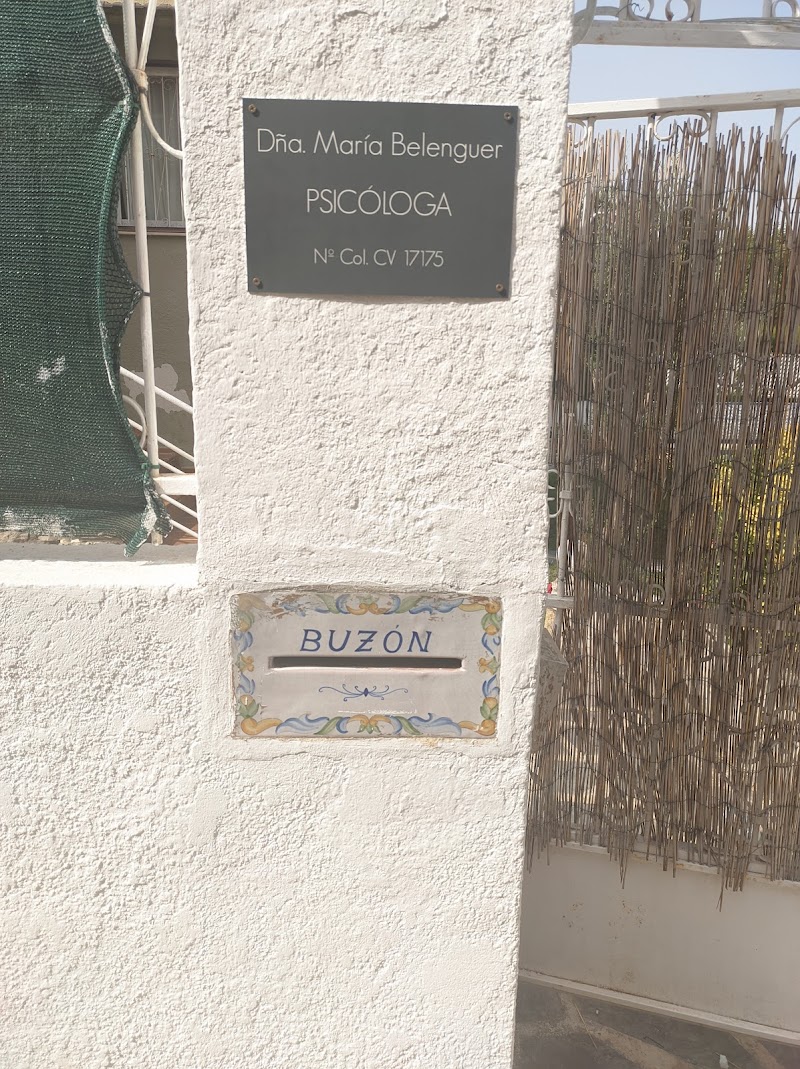 Dña. María Belenguer
PSICÓLOGA
Nº Col. CV 17175
BUZÓN